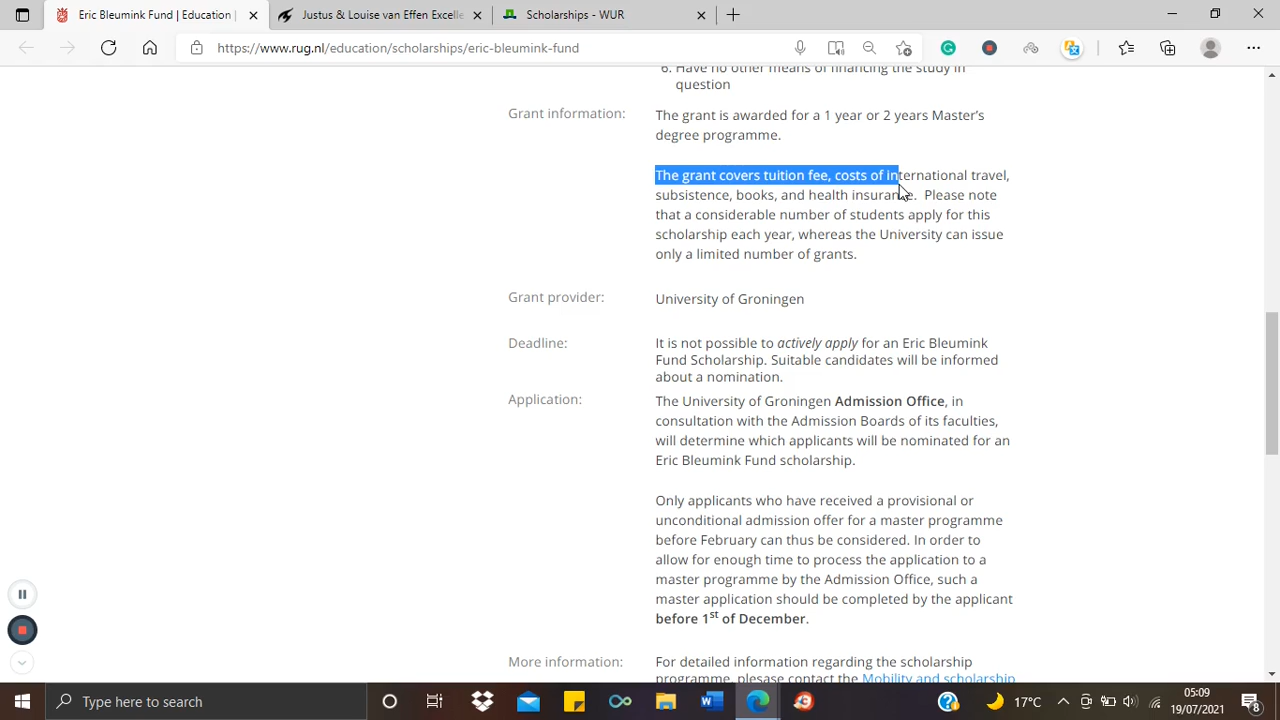 Eric Bleumink Fund | Education |
Justus & Louise van Effen Excelle
Scholarships - WUR
https://www.rug.nl/education/scholarships/eric-bleumink-fund
6. Have no other means of financing the study in
question
Grant information:
The grant is awarded for a 1 year or 2 years Master's
degree programme.
The grant covers tuition fee, costs of international travel,
subsistence, books, and health insurance. Please note
that a considerable number of students apply for this
scholarship each year, whereas the University can issue
only a limited number of grants.
Grant provider:
University of Groningen
Deadline:
It is not possible to actively apply for an Eric Bleumink
Fund Scholarship. Suitable candidates will be informed
about a nomination.
Application:
The University of Groningen Admission Office, in
consultation with the Admission Boards of its faculties,
will determine which applicants will be nominated for an
Eric Bleumink Fund scholarship.
Only applicants who have received a provisional or
unconditional admission offer for a master programme
before February can thus be considered. In order to
allow for enough time to process the application to a
master programme by the Admission Office, such a
master application should be completed by the applicant
before 1st of December.
More information:
For detailed information regarding the scholarship
programme, plesase contact the Mobility and scholarship
Type here to search
17°C
05:09
19/07/2021
8